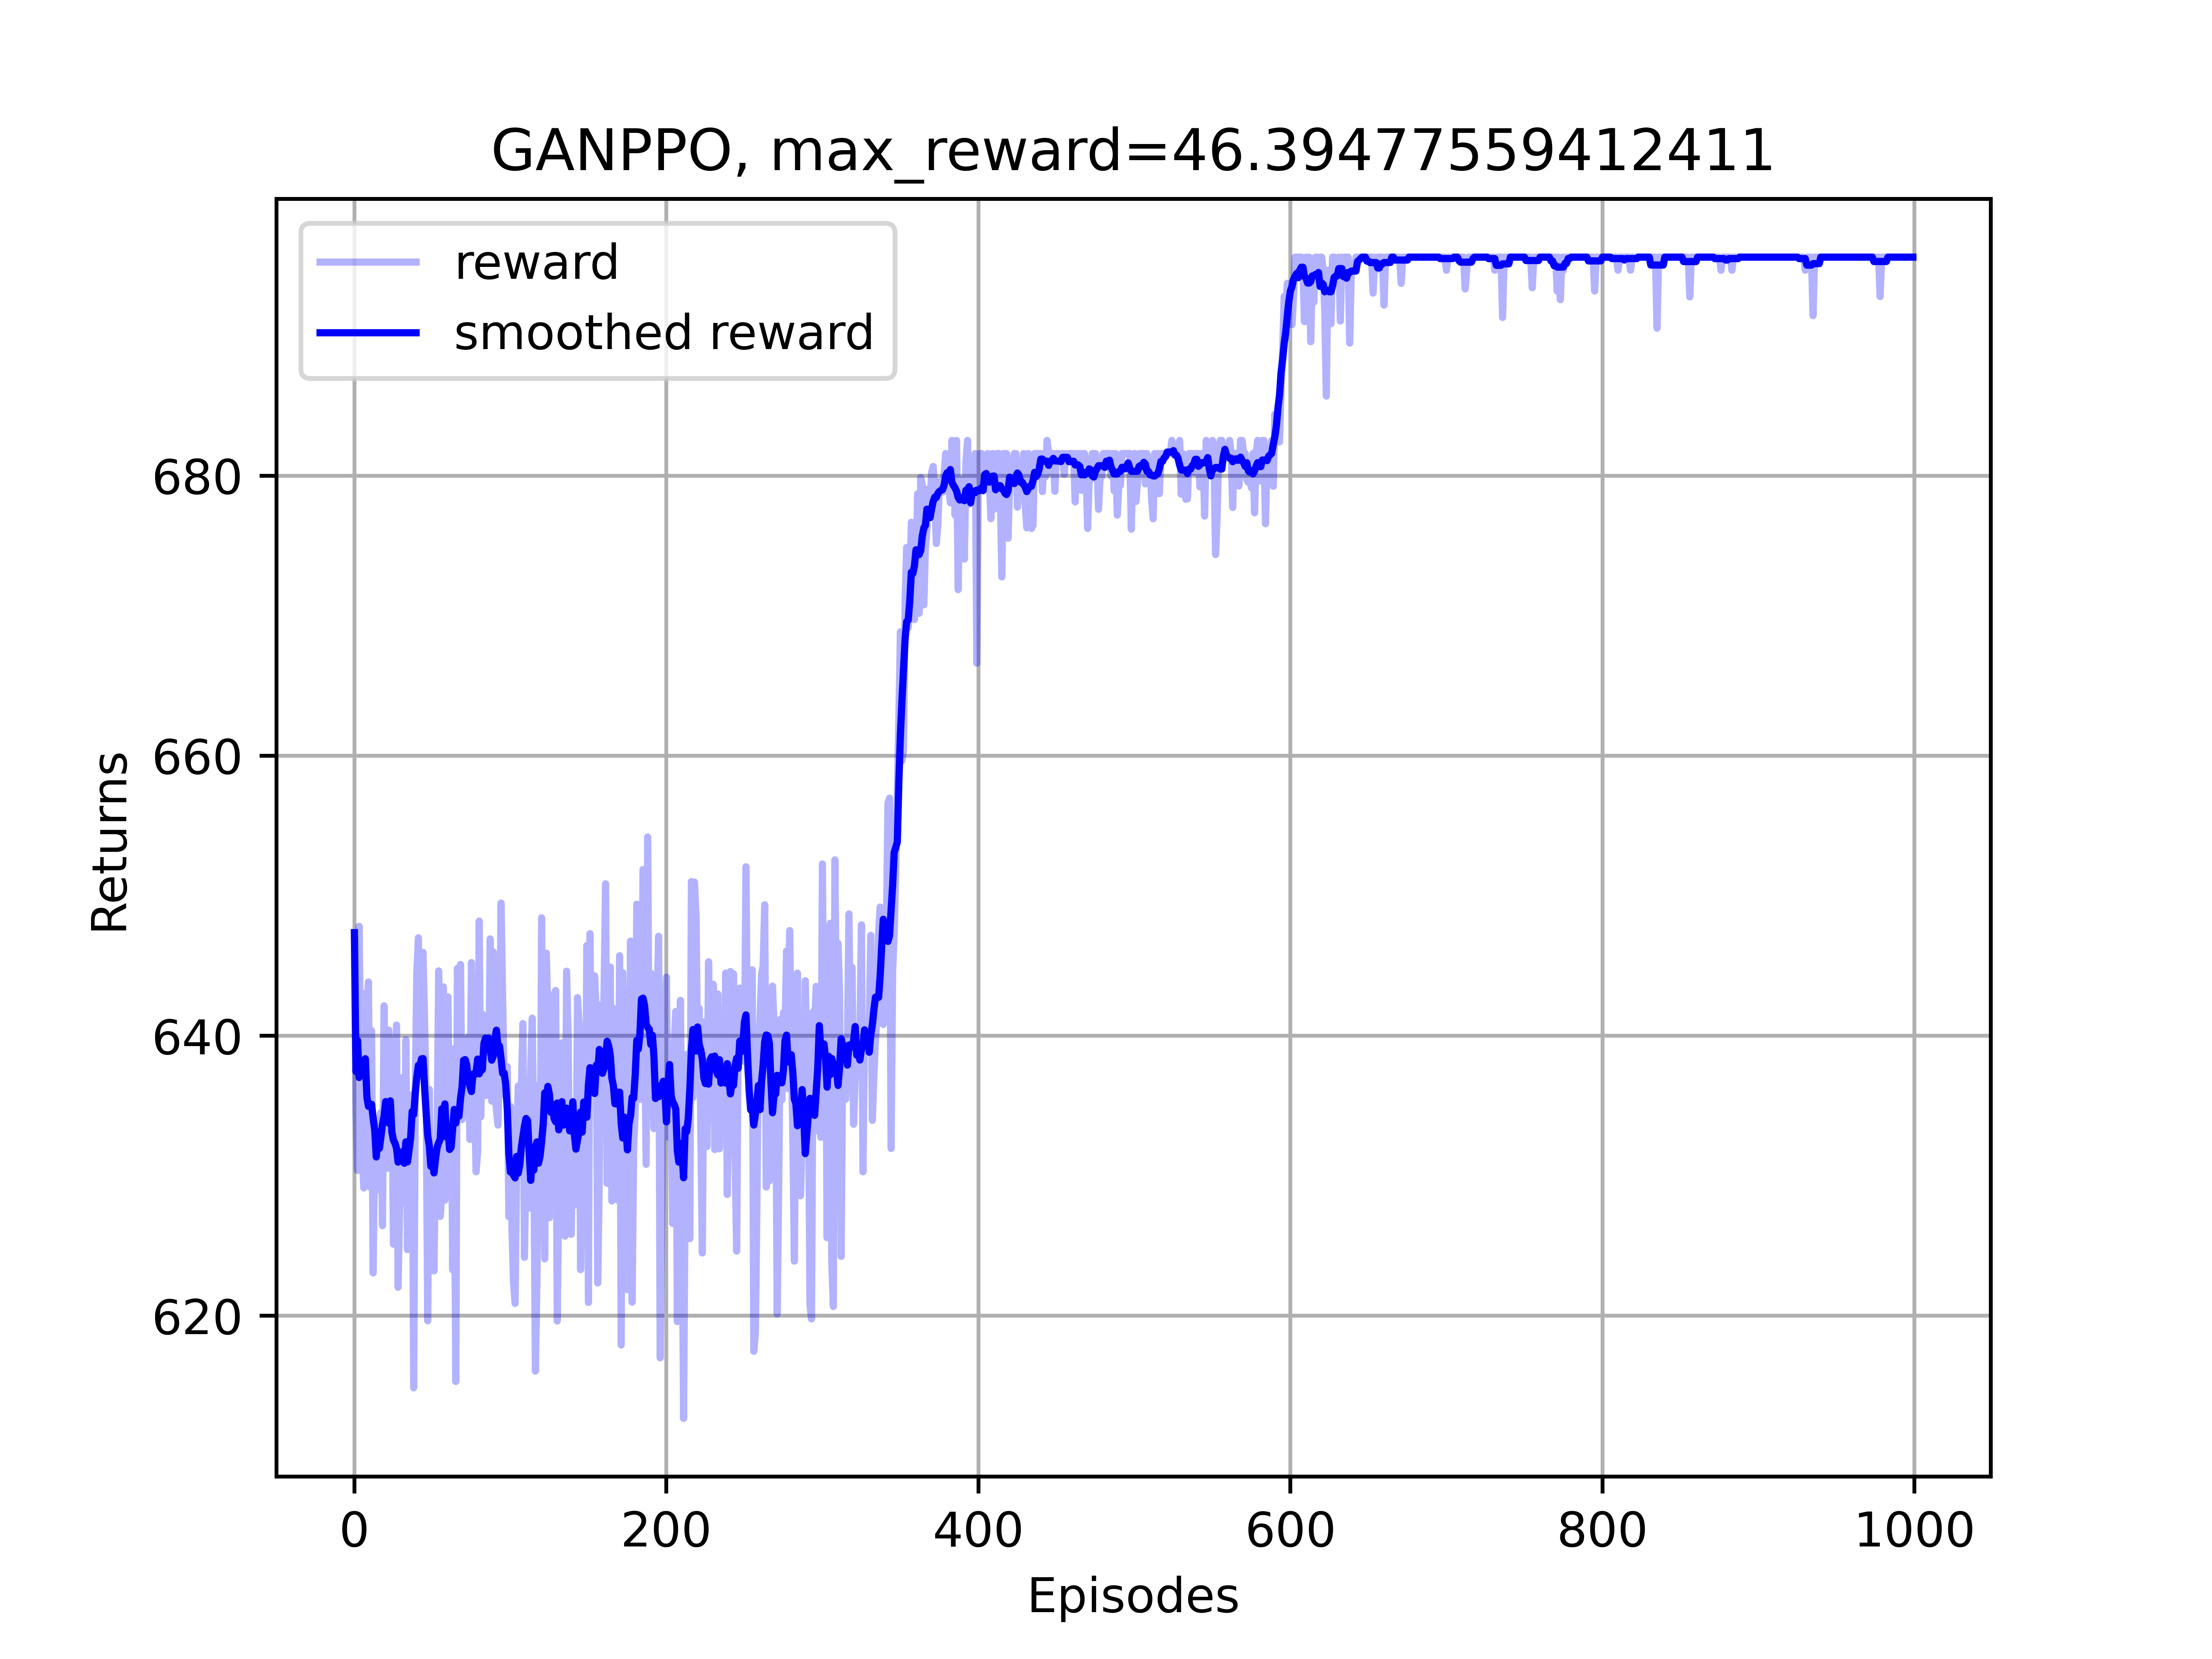 GANPPO, max_reward=46.39477559412411
reward
smoothed reward
Returns
680
660
640
620
0 200 400 600 800 1000
Episodes